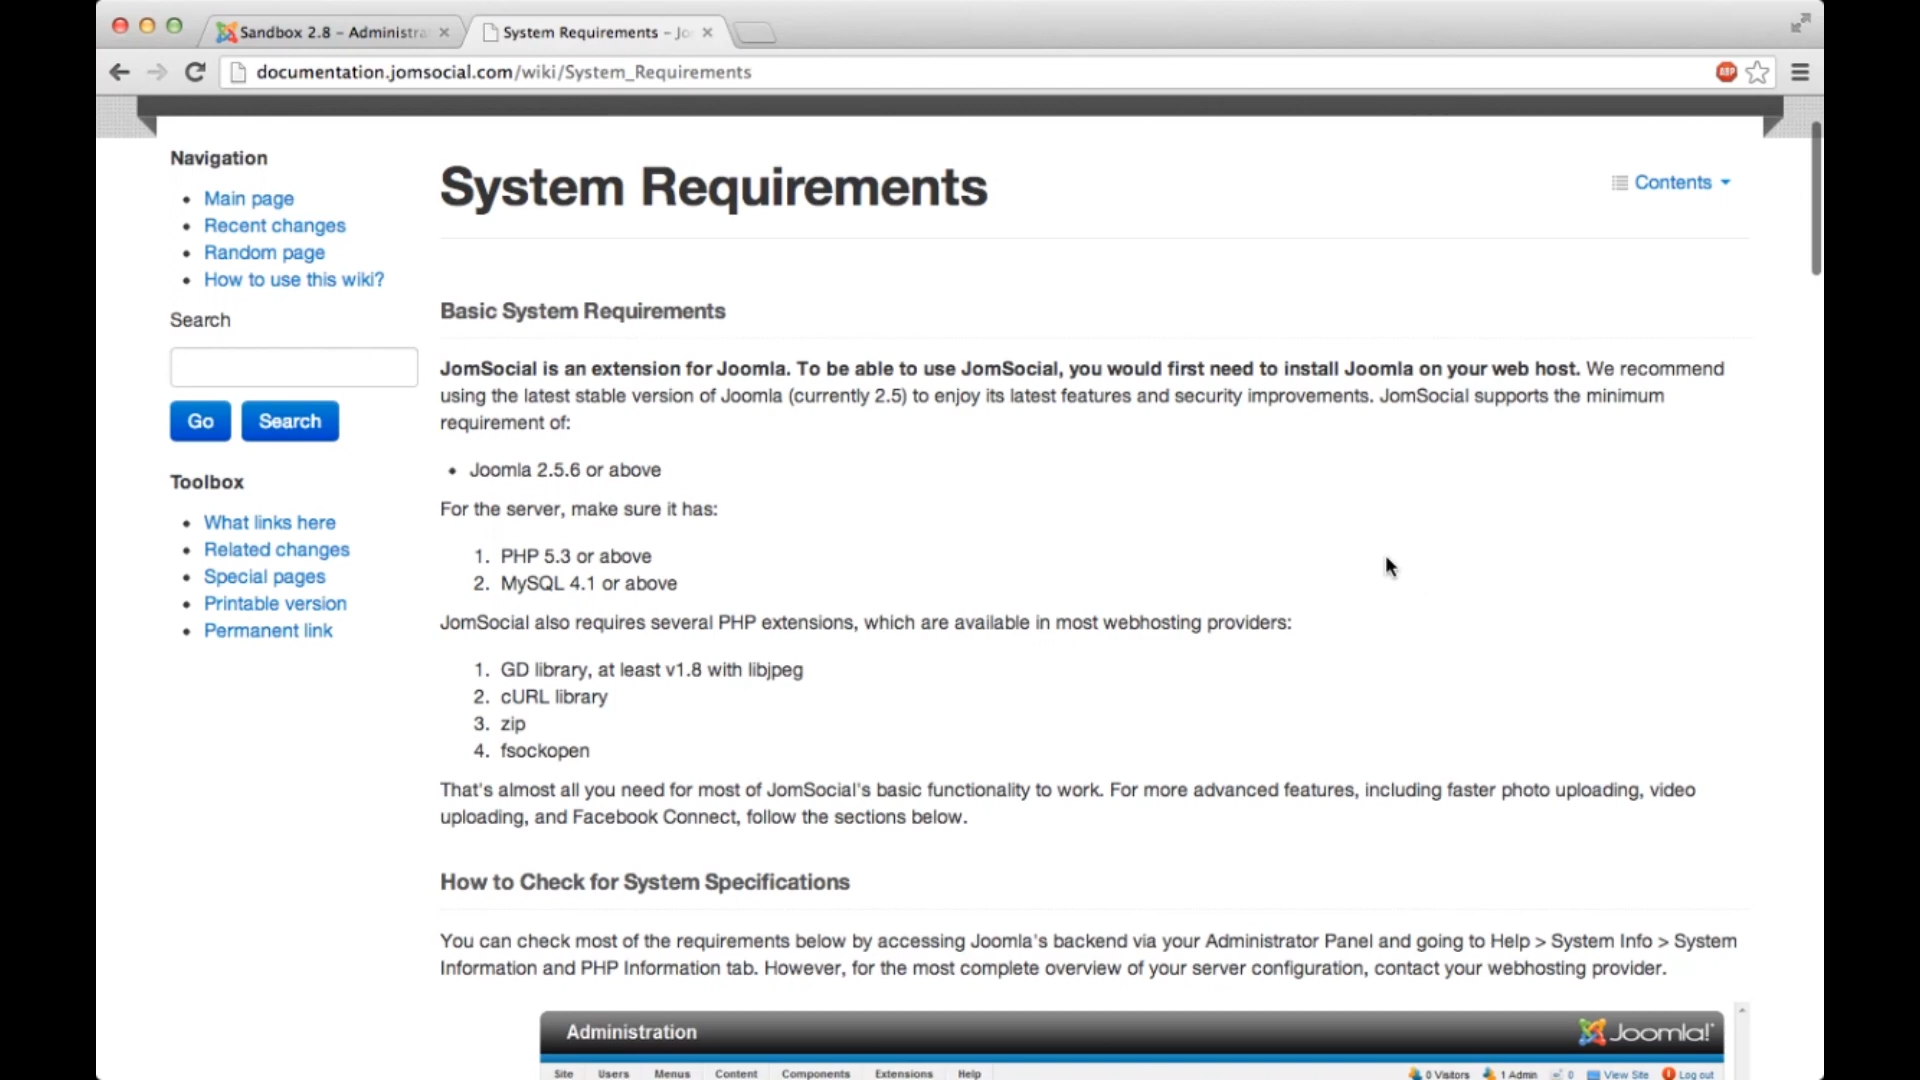 Sandbox 2.8 – Administra
System Requirements – Jo
documentation.jomsocial.com/wiki/System_Requirements
ABP
Navigation
Main page
Recent changes
Random page
How to use this wiki?
Search
Go
Search
Toolbox
What links here
Related changes
Special pages
Printable version
Permanent link
System Requirements
Contents
Basic System Requirements
JomSocial is an extension for Joomla. To be able to use JomSocial, you would first need to install Joomla on your web host. We recommend
using the latest stable version of Joomla (currently 2.5) to enjoy its latest features and security improvements. JomSocial supports the minimum
requirement of:
• Joomla 2.5.6 or above
For the server, make sure it has:
1. PHP 5.3 or above
2. MySQL 4.1 or above
JomSocial also requires several PHP extensions, which are available in most webhosting providers:
1. GD library, at least v1.8 with libjpeg
2. cURL library
3. zip
4. fsockopen
That's almost all you need for most of JomSocial's basic functionality to work. For more advanced features, including faster photo uploading, video
uploading, and Facebook Connect, follow the sections below.
How to Check for System Specifications
You can check most of the requirements below by accessing Joomla's backend via your Administrator Panel and going to Help > System Info > System
Information and PHP Information tab. However, for the most complete overview of your server configuration, contact your webhosting provider.
Administration
Joomla!
Site Users Menus Content Components Extensions Help
0 Visitors 1 Admin 0 View Site Log out